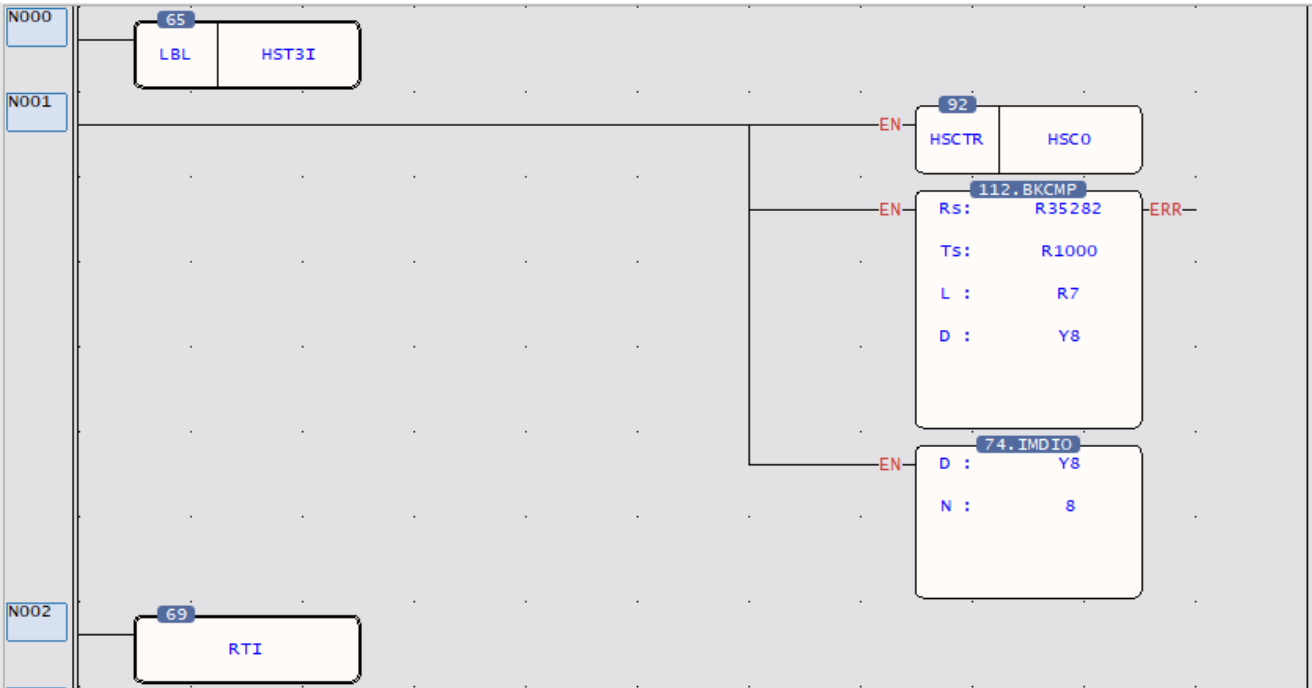 N000
65
LBL HST3I
N001
92
EN HSCTR HSC0
112.BKCMP
EN Rs: R35282 ERR
Ts: R1000
L : R7
D : Y8
74.IMDIO
EN D : Y8
N : 8
N002
69
RTI